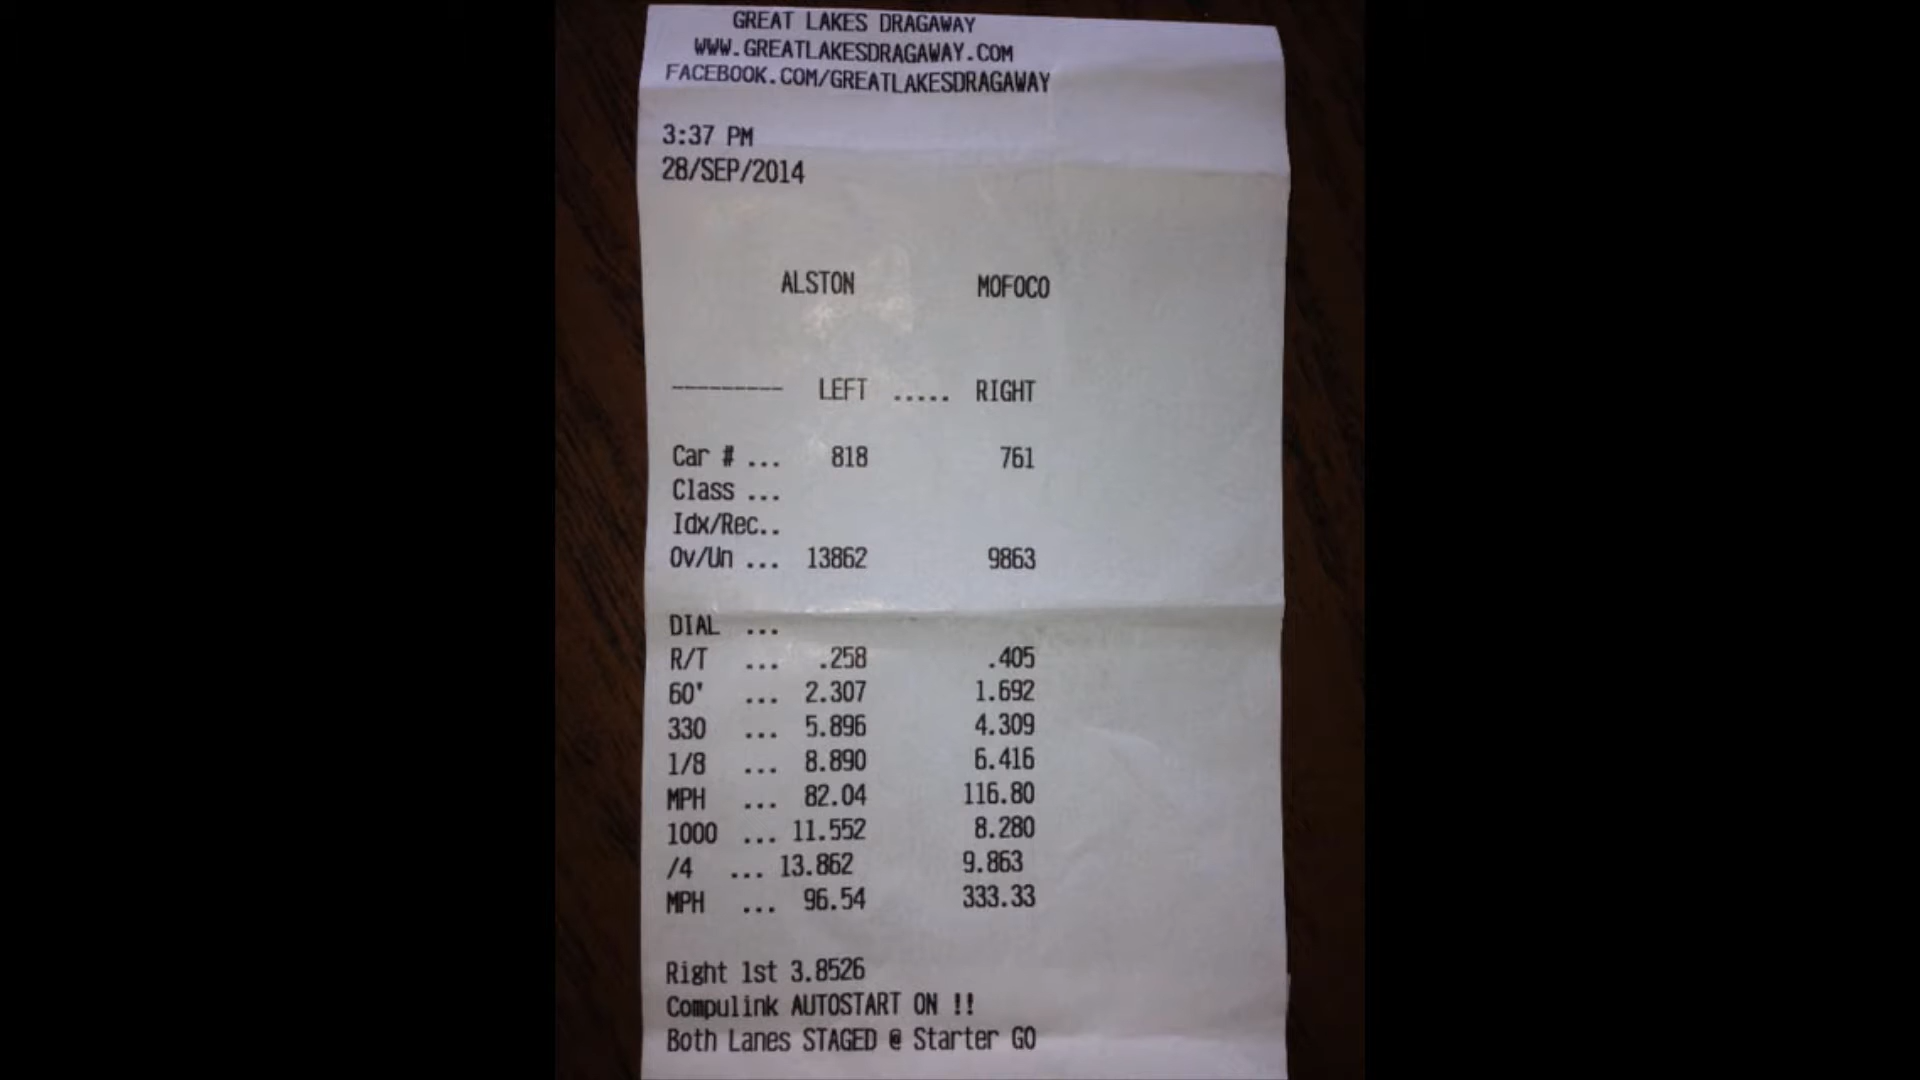 GREAT LAKES DRAGAWAY
WWW.GREATLAKESDRAGAWAY.COM
FACEBOOK.COM/GREATLAKESDRAGAWAY
3:37 PM
28/SEP/2014
ALSTON MOFOCO
--------- LEFT ..... RIGHT
Car # ... 818 761
Class ...
Idx/Rec..
Ov/Un ... 13862 9863
DIAL ...
R/T ... .258 .405
60' ... 2.307 1.692
330 ... 5.896 4.309
1/8 ... 8.890 6.416
MPH ... 82.04 116.80
1000 ... 11.552 8.280
/4 ... 13.862 9.863
MPH ... 96.54 333.33
Right 1st 3.8526
Compulink AUTOSTART ON !!
Both Lanes STAGED @ Starter GO